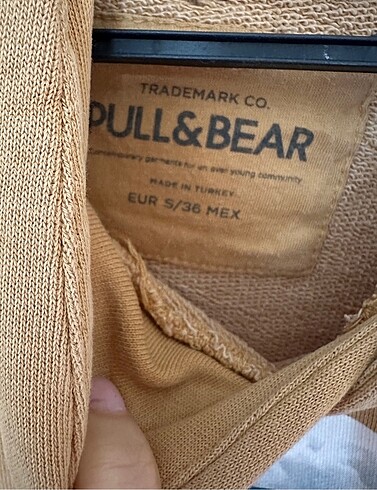 TRADEMARK CO.
PULL&BEAR
Contemporary garments for an ever young community
MADE IN TURKEY
EUR S/36 MEX